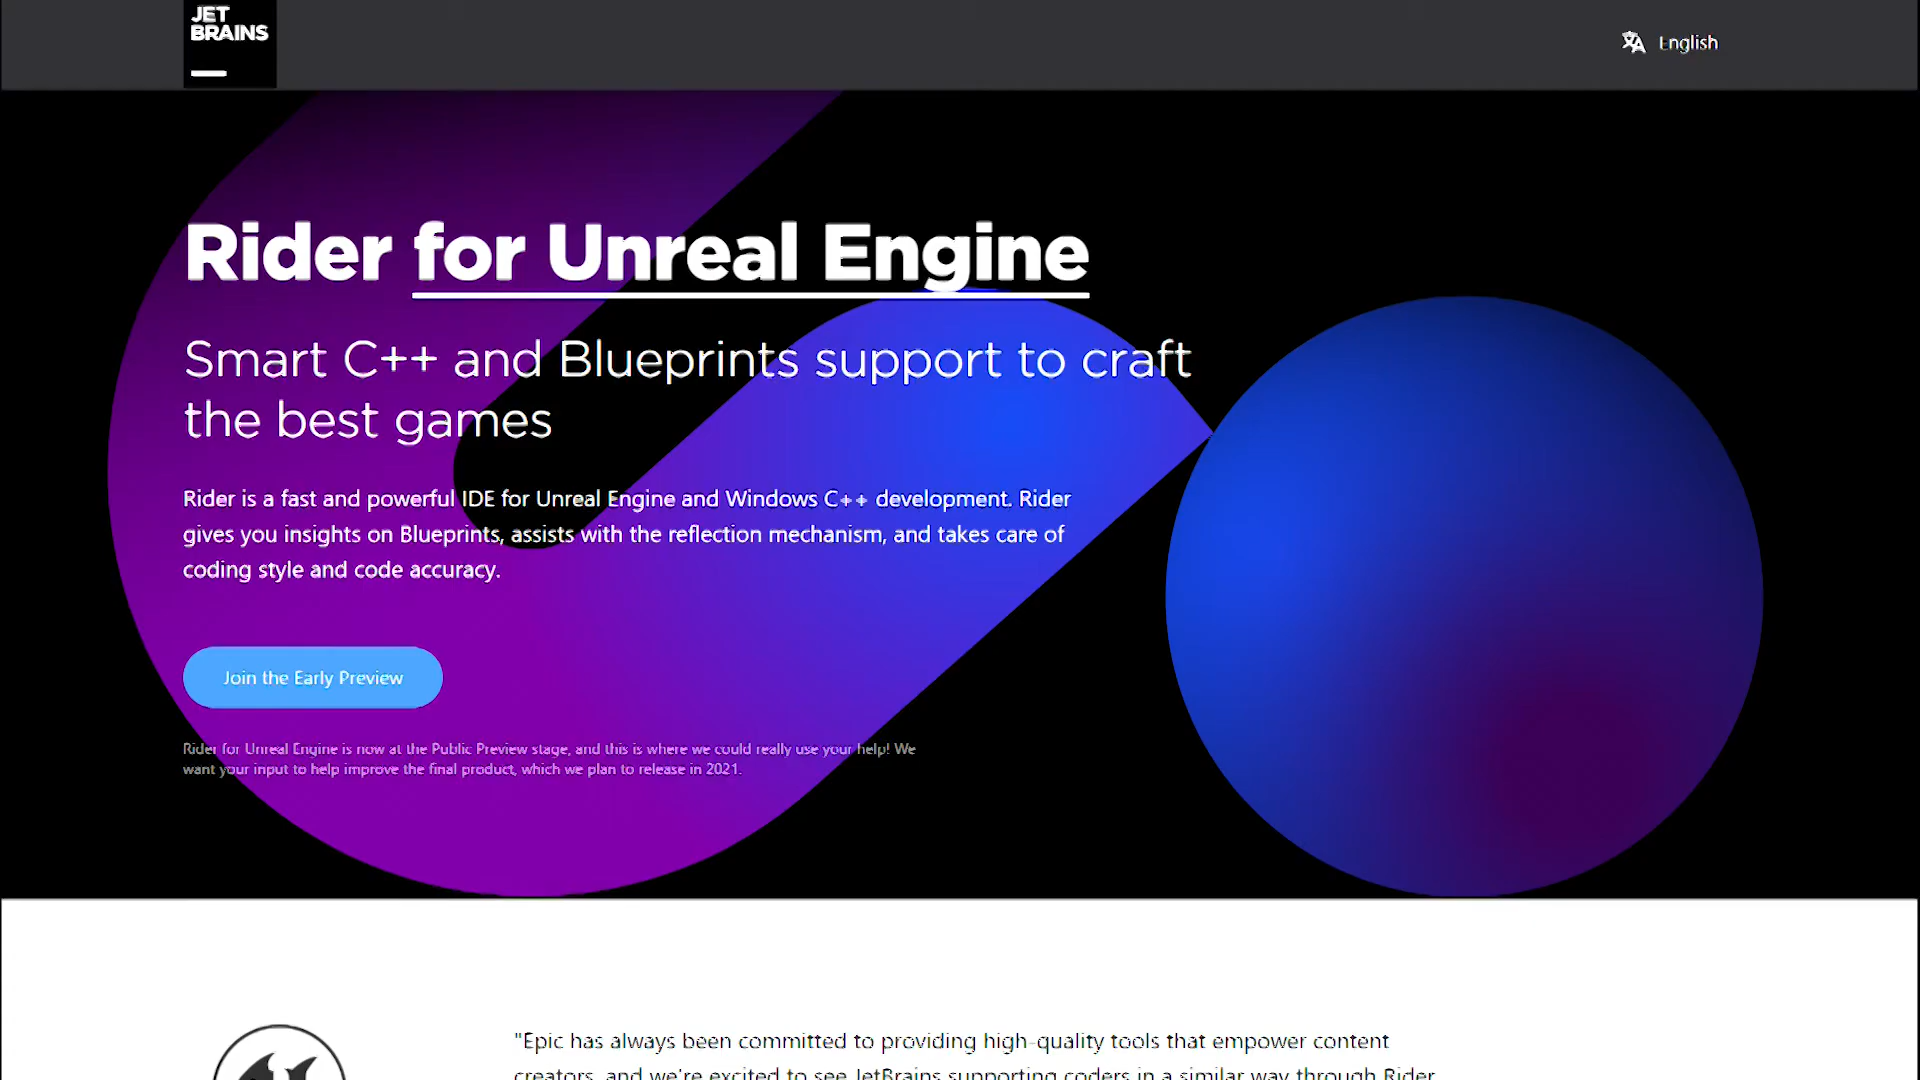 JET
BRAINS
English
Rider for Unreal Engine
Smart C++ and Blueprints support to craft
the best games
Rider is a fast and powerful IDE for Unreal Engine and Windows C++ development. Rider
gives you insights on Blueprints, assists with the reflection mechanism, and takes care of
coding style and code accuracy.
Join the Early Preview
Rider for Unreal Engine is now at the Public Preview stage, and this is where we could really use your help! We
want your input to help improve the final product, which we plan to release in 2021.
"Epic has always been committed to providing high-quality tools that empower content
creators, and we're excited to see JetBrains supporting coders in a similar way through Rider